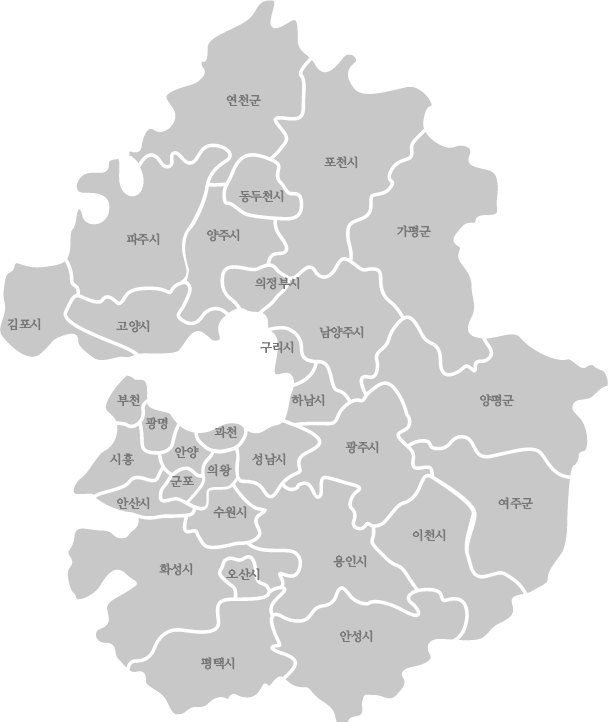 연천군
포천시
동두천시
가평군
양주시
파주시
의정부시
김포시
고양시
남양주시
구리시
하남시
양평군
부천
광명
과천
광주시
안양
시흥
의왕
성남시
군포
안산시
여주군
수원시
이천시
용인시
화성시
오산시
안성시
평택시